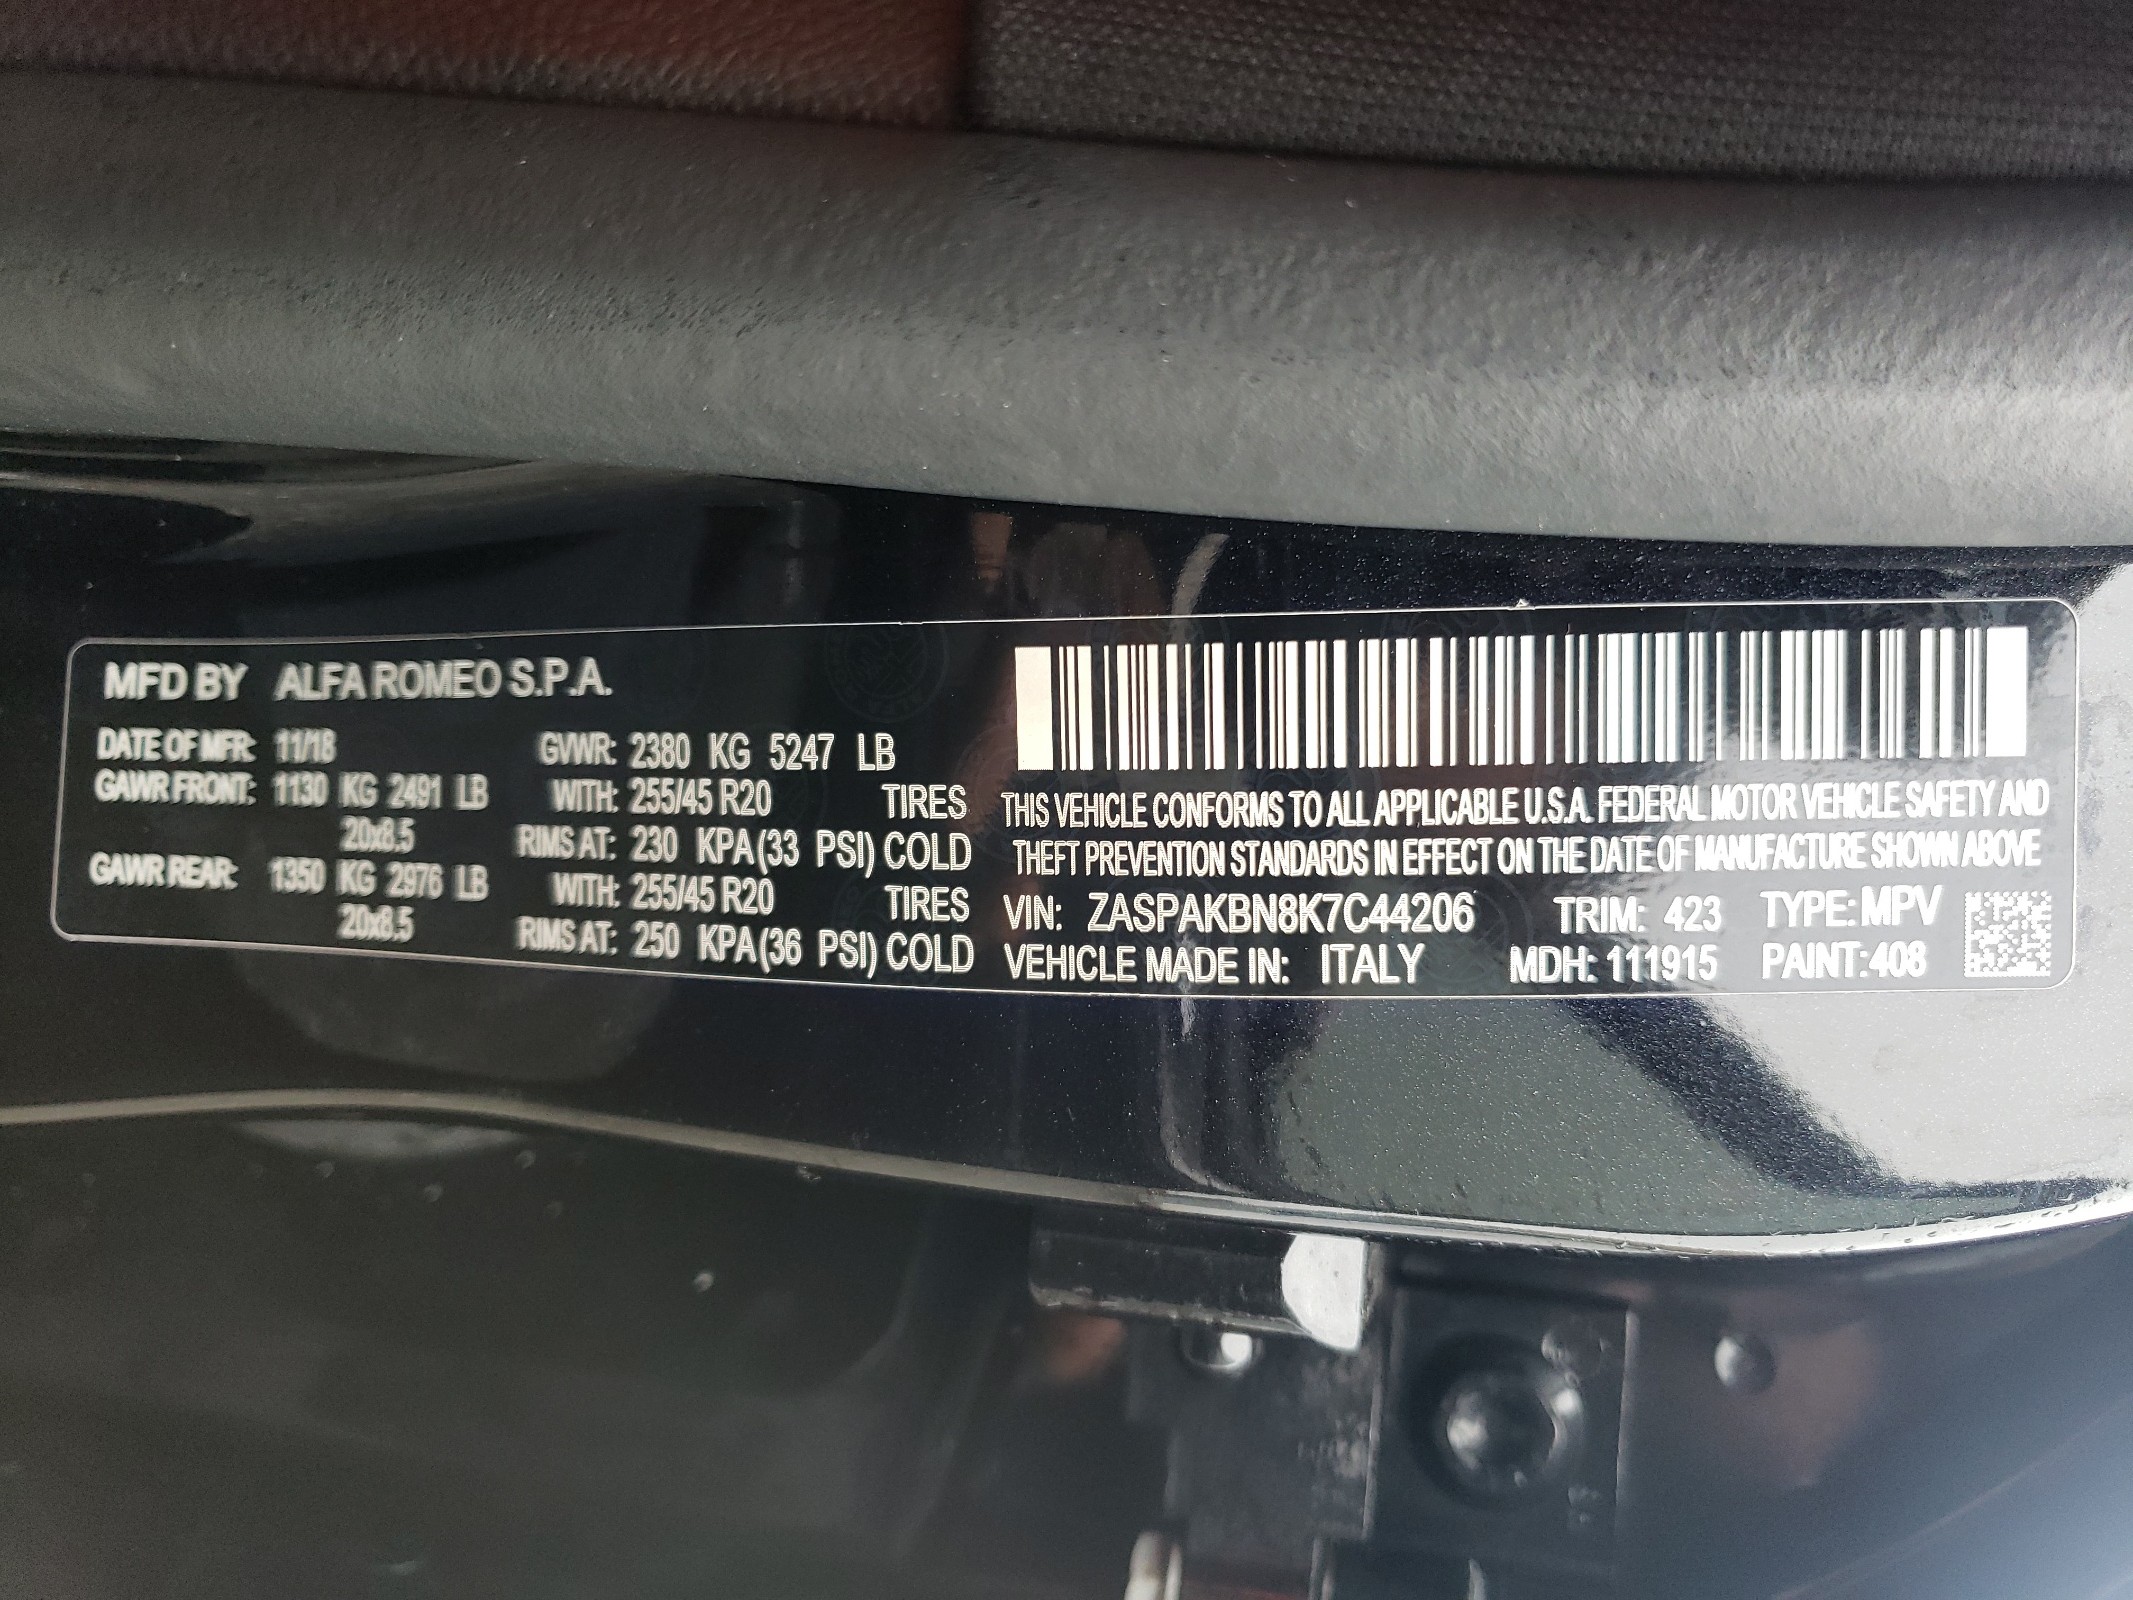 MFD BY ALFA ROMEO S.P.A.
DATE OF MFR: 11/18 GVWR: 2380 KG 5247 LB
GAWR FRONT: 1130 KG 2491 LB WITH: 255/45 R20 TIRES
20x8.5 RIMS AT: 230 KPA(33 PSI) COLD
GAWR REAR: 1350 KG 2976 LB WITH: 255/45 R20 TIRES
20x8.5 RIMS AT: 250 KPA(36 PSI) COLD
THIS VEHICLE CONFORMS TO ALL APPLICABLE U.S.A. FEDERAL MOTOR VEHICLE SAFETY AND
THEFT PREVENTION STANDARDS IN EFFECT ON THE DATE OF MANUFACTURE SHOWN ABOVE
VIN: ZASPAKBN8K7C44206 TRIM: 423 TYPE: MPV
VEHICLE MADE IN: ITALY MDH: 111915 PAINT: 408